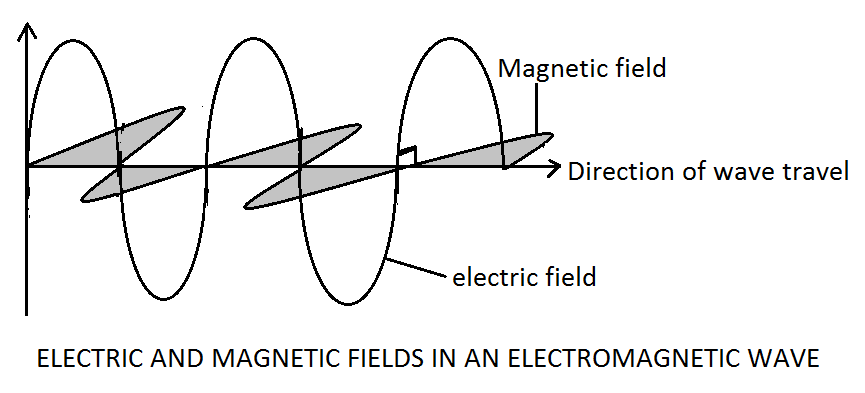 Magnetic field
Direction of wave travel
electric field
ELECTRIC AND MAGNETIC FIELDS IN AN ELECTROMAGNETIC WAVE